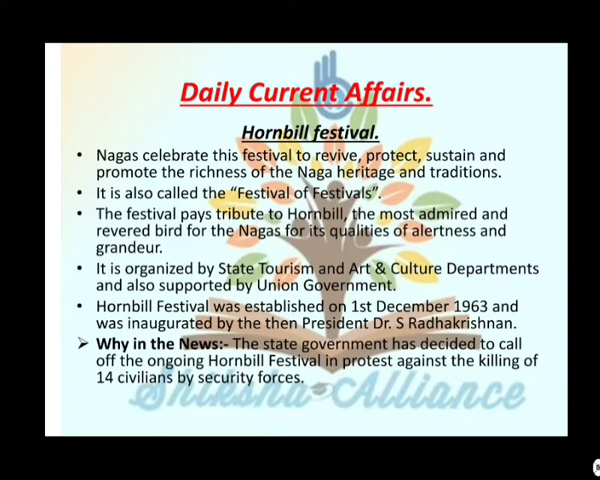 Daily Current Affairs.
Hornbill festival.
• Nagas celebrate this festival to revive, protect, sustain and
promote the richness of the Naga heritage and traditions.
• It is also called the “Festival of Festivals”.
• The festival pays tribute to Hornbill, the most admired and
revered bird for the Nagas for its qualities of alertness and
grandeur.
• It is organized by State Tourism and Art & Culture Departments
and also supported by Union Government.
• Hornbill Festival was established on 1st December 1963 and
was inaugurated by the then President Dr. S Radhakrishnan.
➢ Why in the News:- The state government has decided to call
off the ongoing Hornbill Festival in protest against the killing of
14 civilians by security forces.
Shiksha Alliance